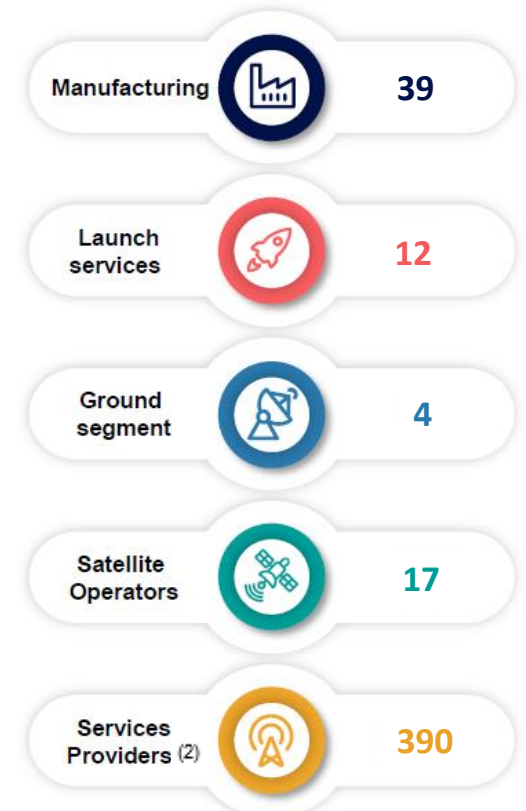 Manufacturing 39
Launch
services 12
Ground
segment 4
Satellite
Operators 17
Services
Providers (2) 390